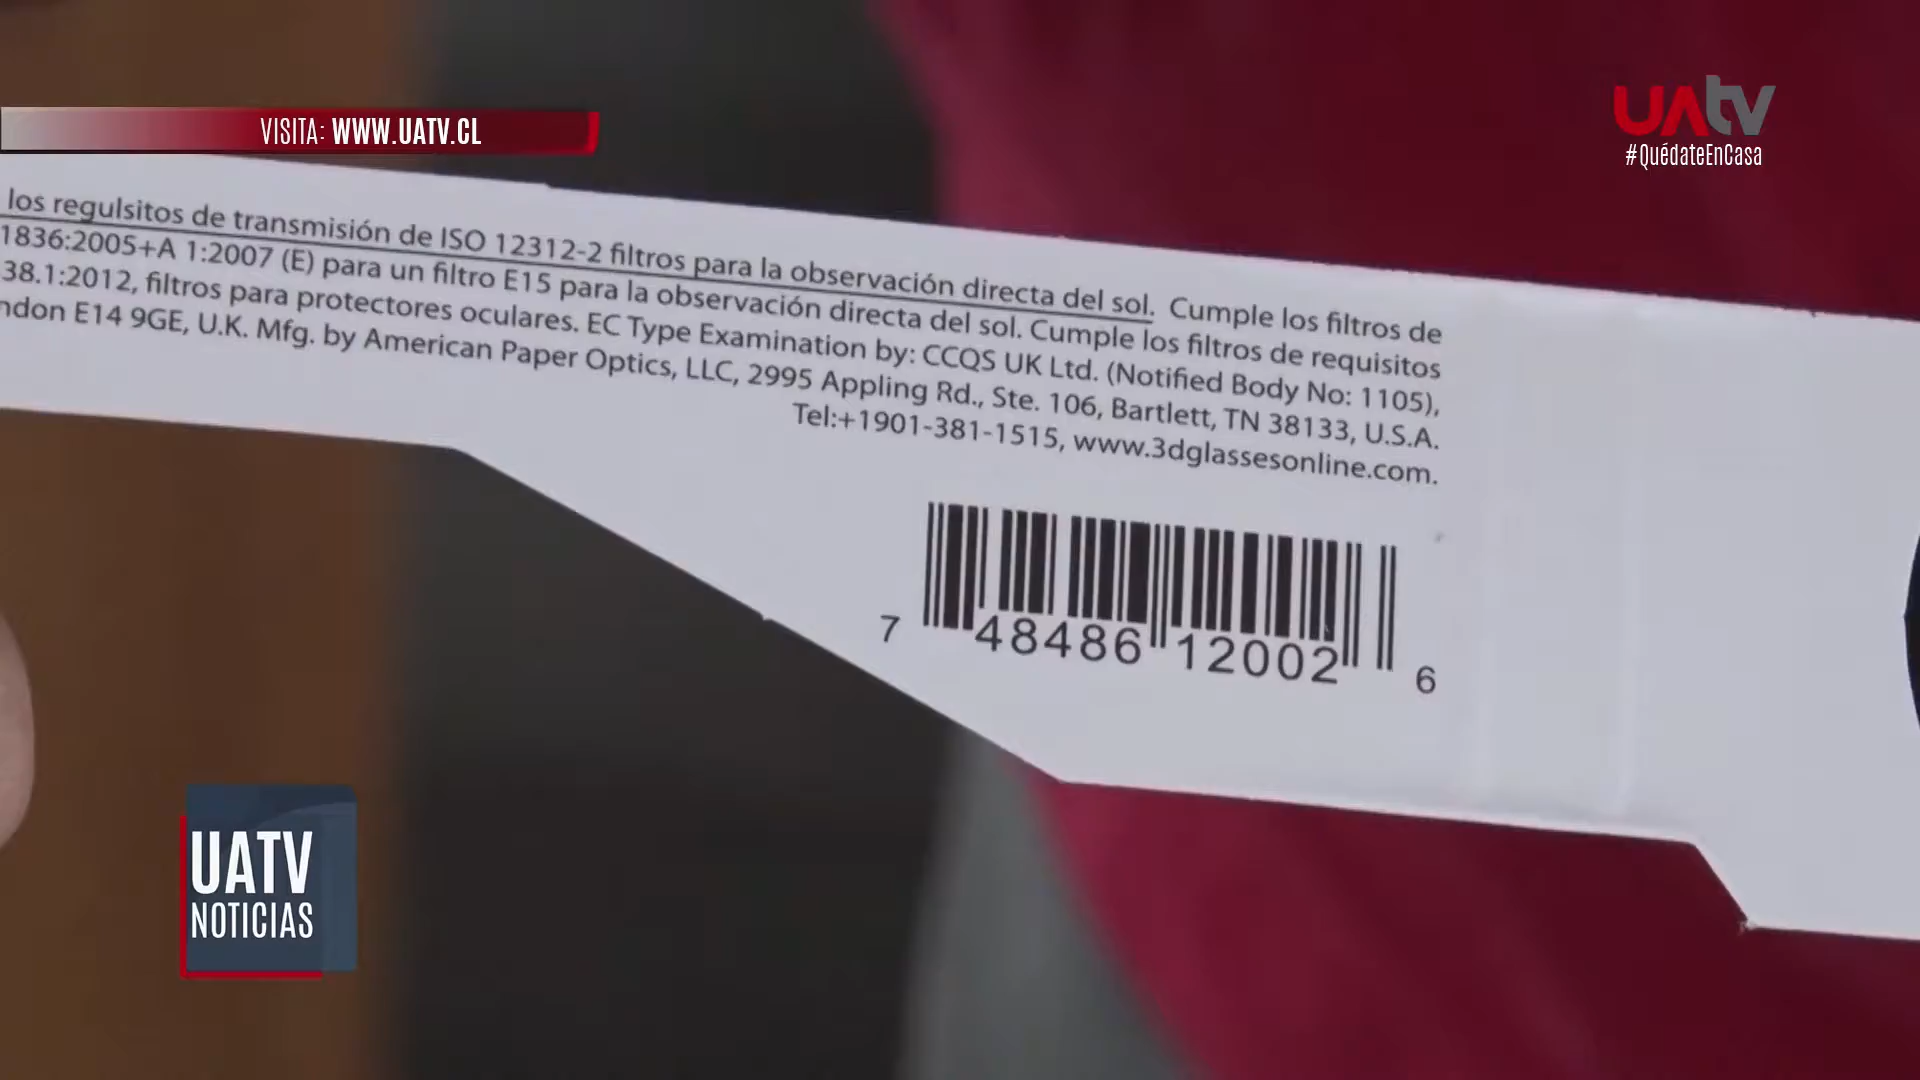 VISITA: WWW.UATV.CL
UAtv
#QuédateEnCasa
los regulsitos de transmisión de ISO 12312-2 filtros para la observación directa del sol. Cumple los filtros de
1836:2005+A 1:2007 (E) para un filtro E15 para la observación directa del sol. Cumple los filtros de requisitos
38.1:2012, filtros para protectores oculares. EC Type Examination by: CCQS UK Ltd. (Notified Body No: 1105),
ndon E14 9GE, U.K. Mfg. by American Paper Optics, LLC, 2995 Appling Rd., Ste. 106, Bartlett, TN 38133, U.S.A.
Tel:+1901-381-1515, www.3dglassesonline.com.
7 48486 12002 6
UATV
NOTICIAS